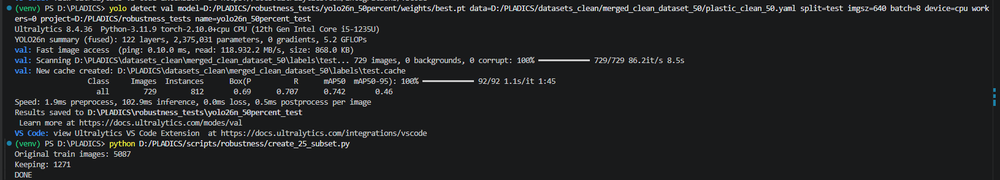 (venv) PS D:\PLADICS> yolo detect val model=D:/PLADICS/robustness_tests/yolo26n_50percent/weights/best.pt data=D:/PLADICS/datasets_clean/merged_clean_dataset_50/plastic_clean_50.yaml split=test imgsz=640 batch=8 device=cpu work
ers=0 project=D:/PLADICS/robustness_tests name=yolo26n_50percent_test
Ultralytics 8.4.36 Python-3.11.9 torch-2.10.0+cpu CPU (12th Gen Intel Core i5-1235U)
YOLO26n summary (fused): 122 layers, 2,375,031 parameters, 0 gradients, 5.2 GFLOPs
val: Fast image access (ping: 0.10.0 ms, read: 118.932.2 MB/s, size: 868.0 KB)
val: Scanning D:\PLADICS\datasets_clean\merged_clean_dataset_50\labels\test... 729 images, 0 backgrounds, 0 corrupt: 100% ━━━━━━━━━━━━ 729/729 86.2it/s 8.5s
val: New cache created: D:\PLADICS\datasets_clean\merged_clean_dataset_50\labels\test.cache
Class Images Instances Box(P R mAP50 mAP50-95): 100% ━━━━━━━━━━━━ 92/92 1.1s/it 1:45
all 729 812 0.69 0.707 0.742 0.46
Speed: 1.9ms preprocess, 102.9ms inference, 0.0ms loss, 0.5ms postprocess per image
Results saved to D:\PLADICS\robustness_tests\yolo26n_50percent_test
Learn more at https://docs.ultralytics.com/modes/val
VS Code: view Ultralytics VS Code Extension at https://docs.ultralytics.com/integrations/vscode
(venv) PS D:\PLADICS> python D:/PLADICS/scripts/robustness/create_25_subset.py
Original train images: 5087
Keeping: 1271
DONE